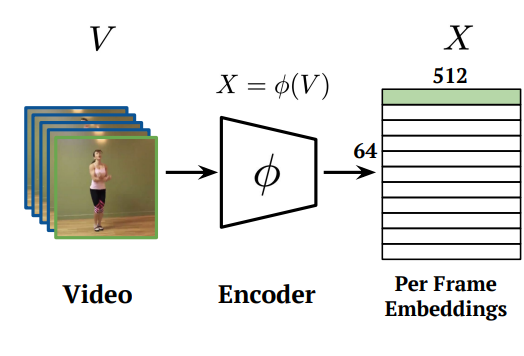 V
X
512
X = ϕ(V)
64
ϕ
Video
Encoder
Per Frame
Embeddings